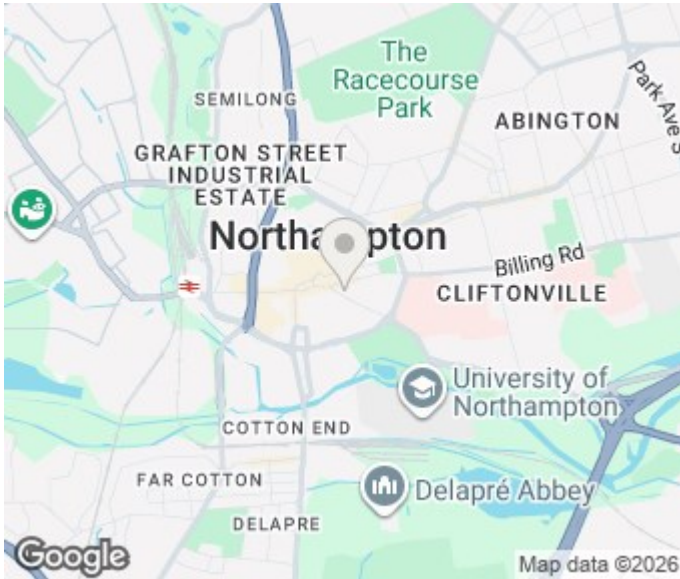 The
Racecourse
Park
Park Ave S
SEMILONG
ABINGTON
GRAFTON STREET
INDUSTRIAL
ESTATE
Northampton
Billing Rd
CLIFTONVILLE
University of
Northampton
COTTON END
FAR COTTON
Delapré Abbey
DELAPRE
Google
Map data ©2026